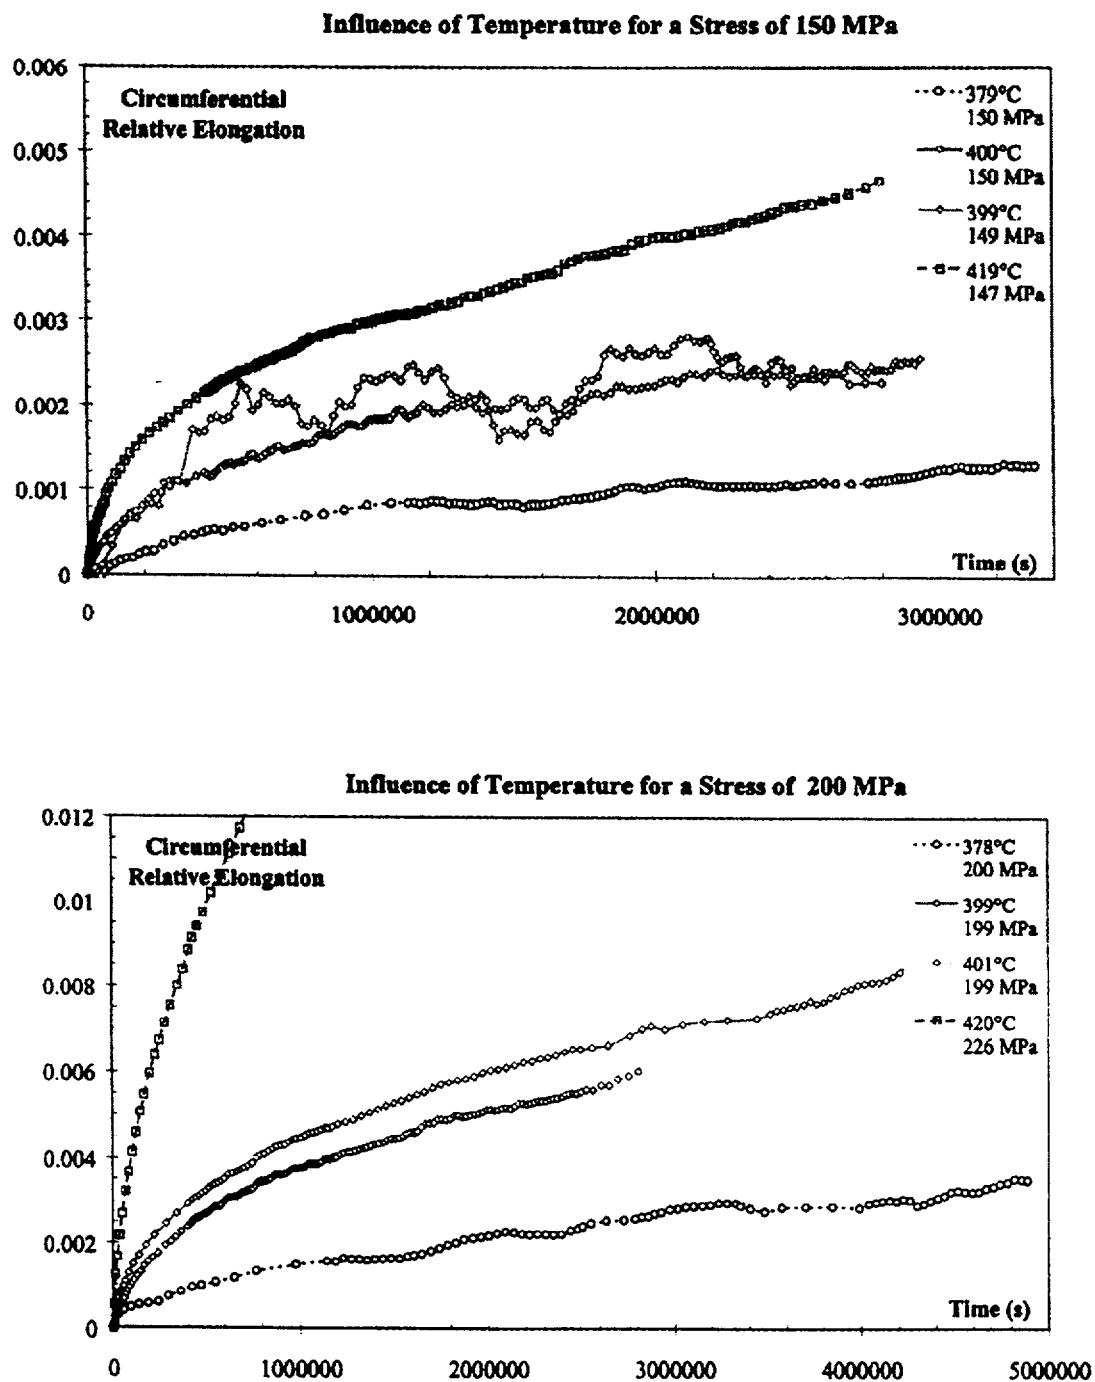 Influence of Temperature for a Stress of 150 MPa
0.006
Circumferential
Relative Elongation
0.005
0.004
0.003
0.002
0.001
0
379°C
150 MPa
400°C
150 MPa
399°C
149 MPa
419°C
147 MPa
Time (s)
0
1000000
2000000
3000000
Influence of Temperature for a Stress of 200 MPa
0.012
Circumferential
Relative Elongation
0.01
0.008
0.006
0.004
0.002
0
378°C
200 MPa
399°C
199 MPa
401°C
199 MPa
420°C
226 MPa
Time (s)
0
1000000
2000000
3000000
4000000
5000000